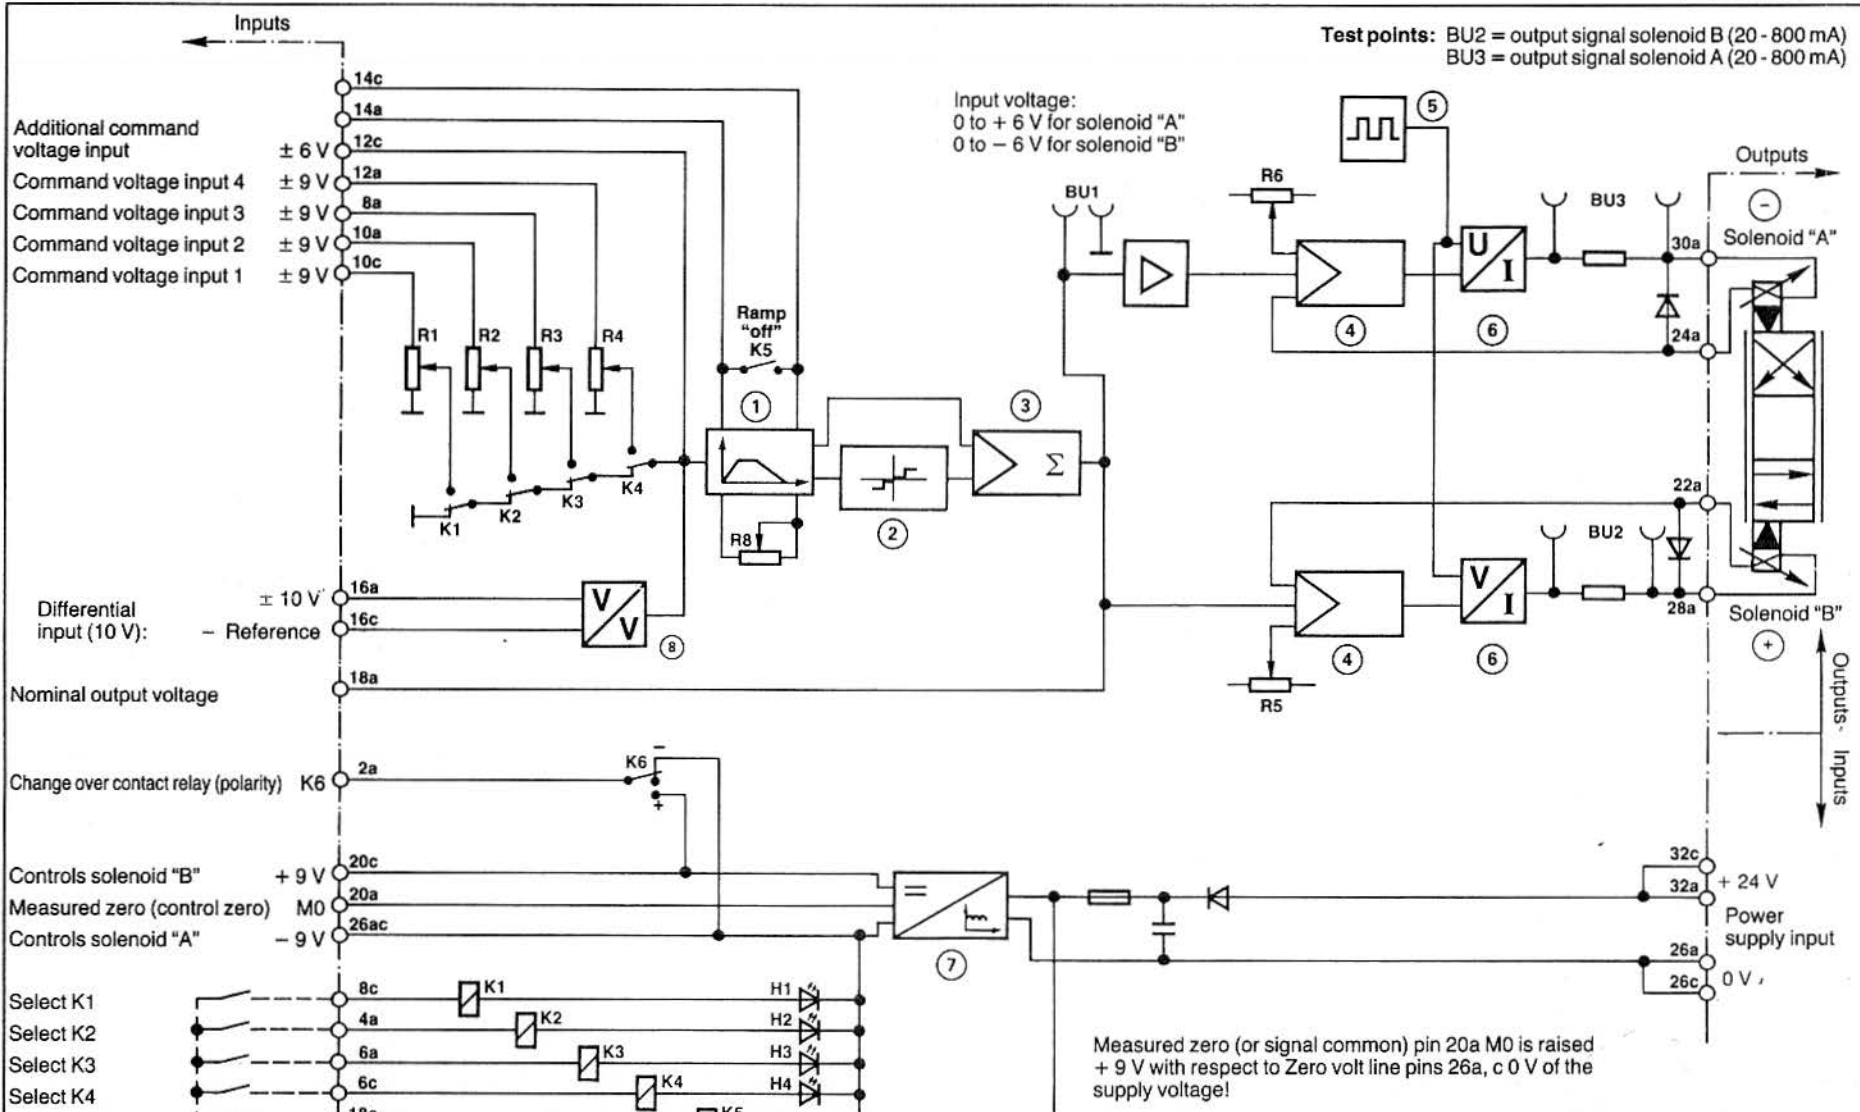 Inputs
Test points: BU2 = output signal solenoid B (20 - 800 mA)
BU3 = output signal solenoid A (20 - 800 mA)
14c
14a
Additional command
voltage input ± 6 V 12c
Command voltage input 4 ± 9 V 12a
Command voltage input 3 ± 9 V 8a
Command voltage input 2 ± 9 V 10a
Command voltage input 1 ± 9 V 10c
Input voltage:
0 to + 6 V for solenoid “A”
0 to − 6 V for solenoid “B”
5
Outputs
R6
BU1
BU3
−
U
I
30a
Solenoid “A”
24a
4
6
R1
R2
R3
R4
Ramp
“off”
K5
1
3
Σ
K1
K2
K3
K4
2
R8
22a
BU2
V
I
28a
Solenoid “B”
+
4
6
R5
Differential
input (10 V):
± 10 V 16a
− Reference 16c
V
V
8
Nominal output voltage 18a
Outputs - Inputs
Change over contact relay (polarity) K6 2a
K6
−
+
Controls solenoid “B” + 9 V 20c
Measured zero (control zero) M0 20a
Controls solenoid “A” − 9 V 26ac
=
7
32c
32a
+ 24 V
Power
supply input
26a
26c
0 V
Select K1 8c K1 H1
Select K2 4a K2 H2
Select K3 6a K3 H3
Select K4 6c K4 H4
K5
Measured zero (or signal common) pin 20a M0 is raised
+ 9 V with respect to Zero volt line pins 26a, c 0 V of the
supply voltage!